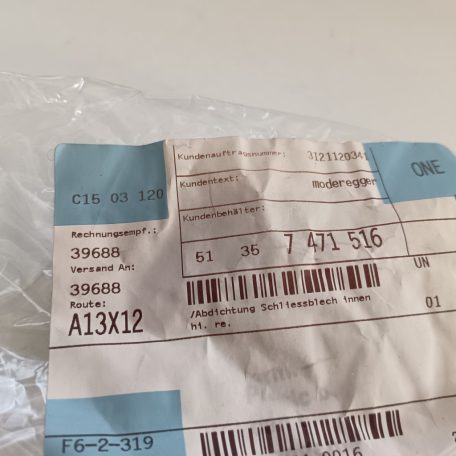 Kundenauftragsnummer: 3121120341
ONE
Kundentext: moderegger
C15 03 120
Kundenbehälter:
Rechnungsempf.:
39688
51 35 7 471 516
Versand An:
39688
UN
Route:
/Abdichtung Schliessblech innen
01
A13X12
hi. re.
F6-2-319